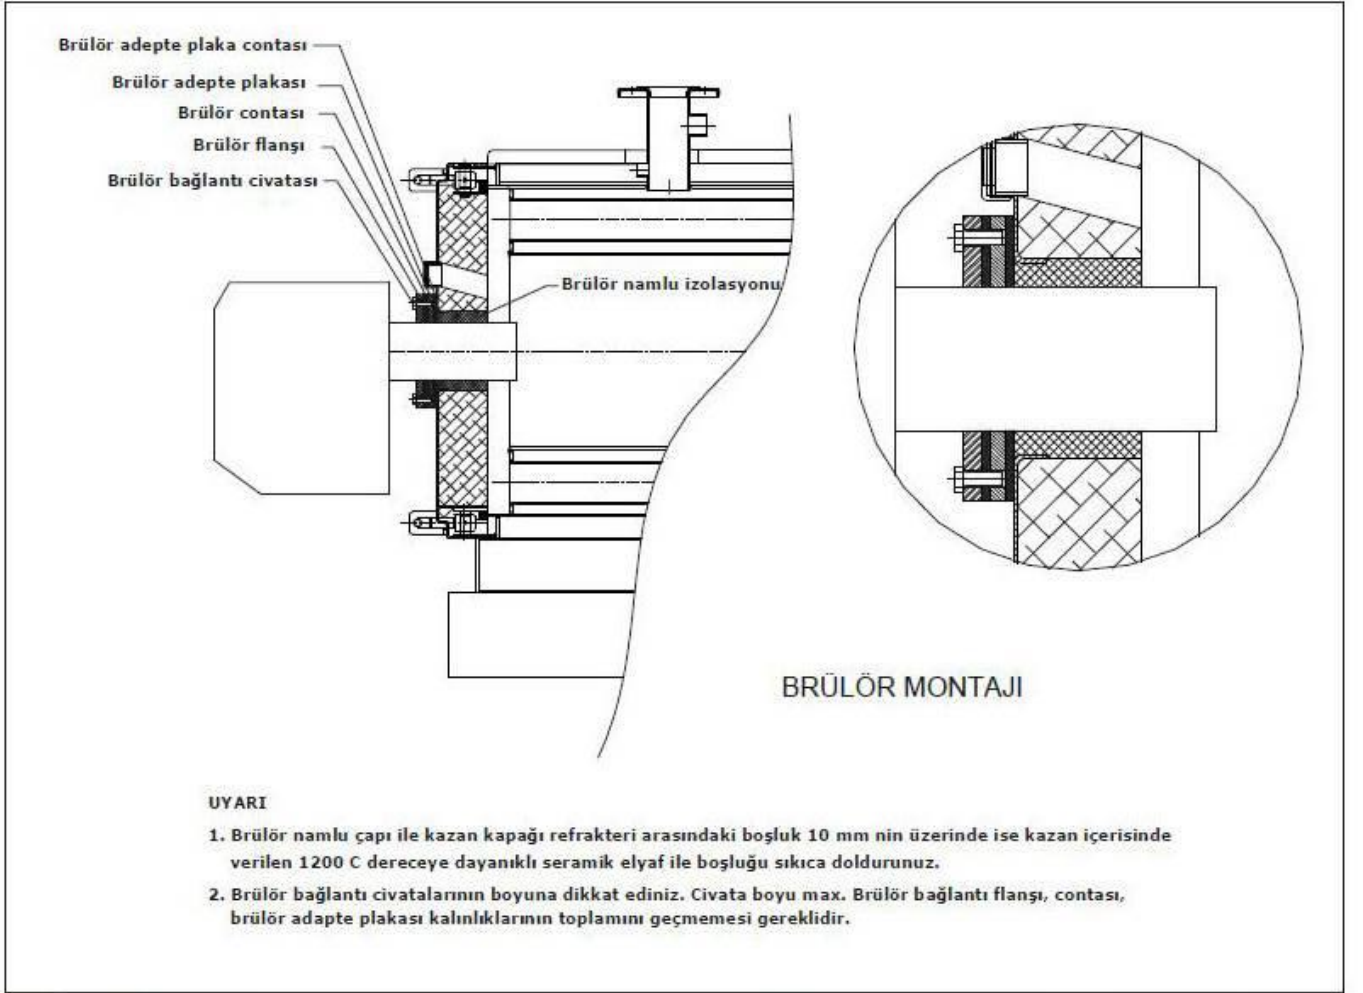 Brülör adepte plaka contası
Brülör adepte plakası
Brülör contası
Brülör flanşı
Brülör bağlantı civatası
Brülör namlu izolasyonu
BRÜLÖR MONTAJI
UYARI
1. Brülör namlu çapı ile kazan kapağı refrakteri arasındaki boşluk 10 mm nin üzerinde ise kazan içerisinde
verilen 1200 C dereceye dayanıklı seramik elyaf ile boşluğu sıkıca doldurunuz.
2. Brülör bağlantı civatalarının boyuna dikkat ediniz. Civata boyu max. Brülör bağlantı flanşı, contası,
brülör adapte plakası kalınlıklarının toplamını geçmemesi gereklidir.